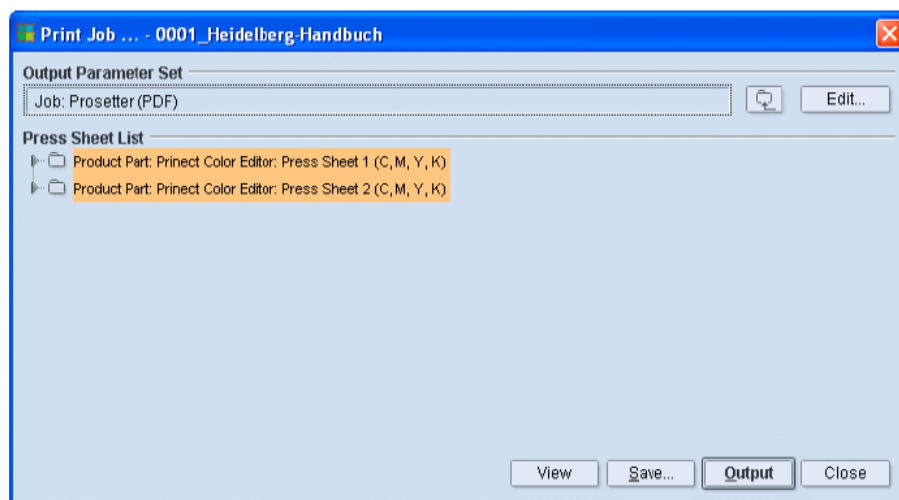 Print Job ... - 0001_Heidelberg-Handbuch
Output Parameter Set
Job: Prosetter (PDF)
Edit...
Press Sheet List
Product Part: Prinect Color Editor: Press Sheet 1 (C, M, Y, K)
Product Part: Prinect Color Editor: Press Sheet 2 (C, M, Y, K)
View Save... Output Close